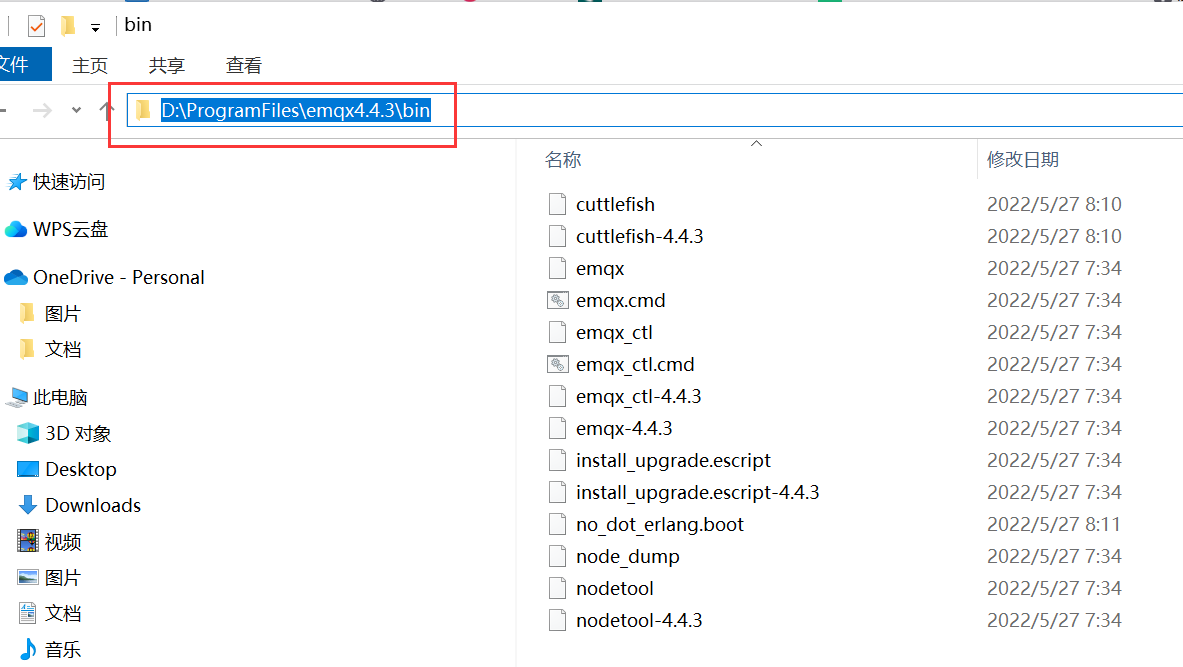 bin
文件 主页 共享 查看
D:\ProgramFiles\emqx4.4.3\bin
快速访问
WPS云盘
OneDrive - Personal
图片
文档
此电脑
3D 对象
Desktop
Downloads
视频
图片
文档
音乐
名称 修改日期
cuttlefish 2022/5/27 8:10
cuttlefish-4.4.3 2022/5/27 8:10
emqx 2022/5/27 7:34
emqx.cmd 2022/5/27 7:34
emqx_ctl 2022/5/27 7:34
emqx_ctl.cmd 2022/5/27 7:34
emqx_ctl-4.4.3 2022/5/27 7:34
emqx-4.4.3 2022/5/27 7:34
install_upgrade.escript 2022/5/27 7:34
install_upgrade.escript-4.4.3 2022/5/27 7:34
no_dot_erlang.boot 2022/5/27 8:11
node_dump 2022/5/27 7:34
nodetool 2022/5/27 7:34
nodetool-4.4.3 2022/5/27 7:34